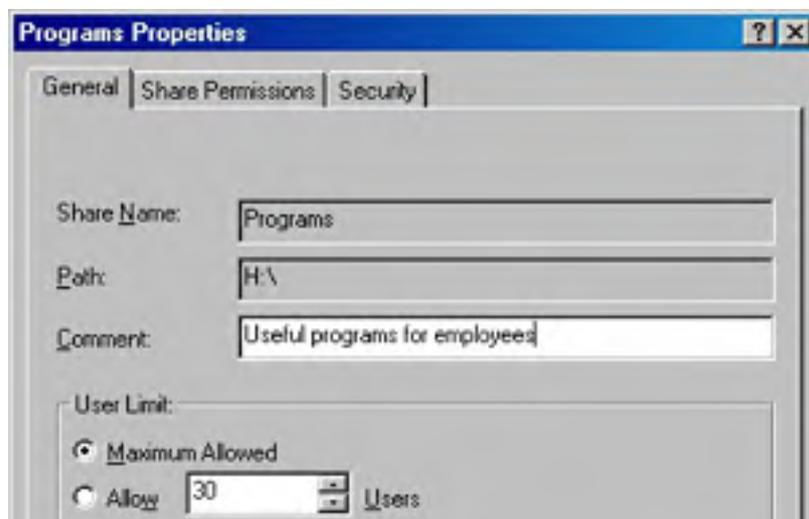 Programs Properties
General Share Permissions Security
Share Name: Programs
Path: H:\
Comment: Useful programs for employees
User Limit:
Maximum Allowed
Allow 30 Users